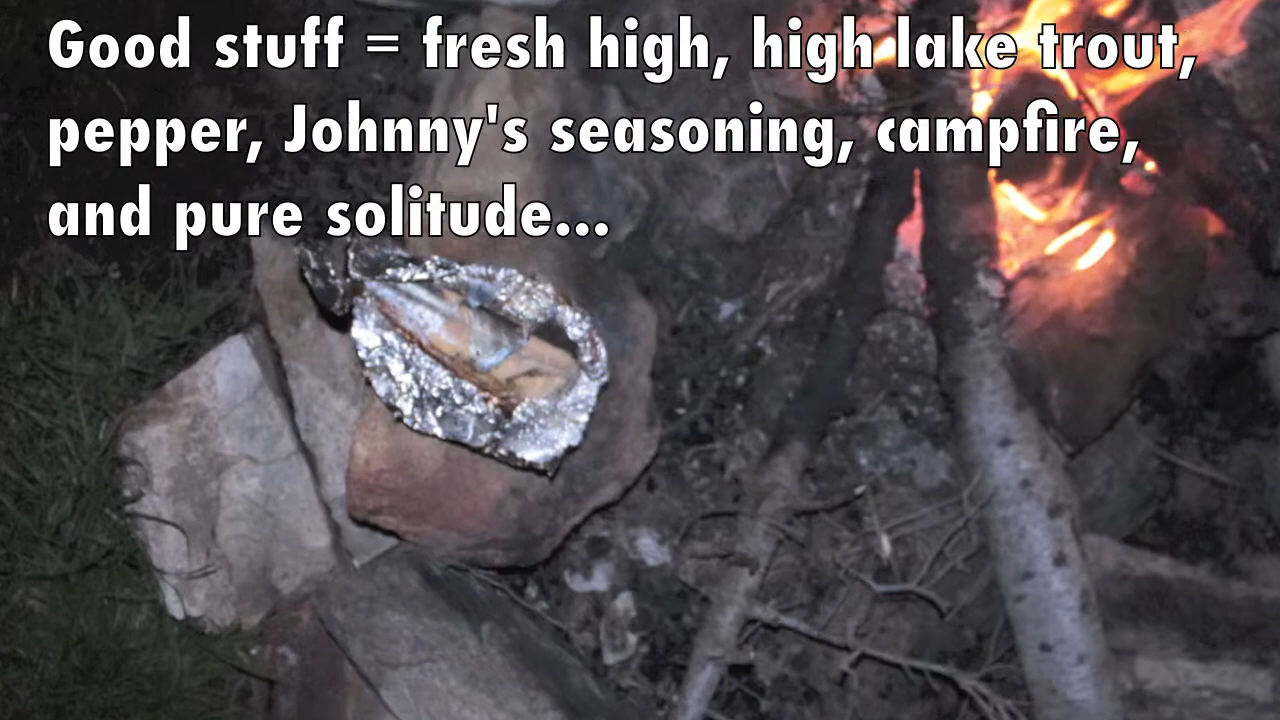 Good stuff = fresh high, high lake trout,
pepper, Johnny's seasoning, campfire,
and pure solitude...